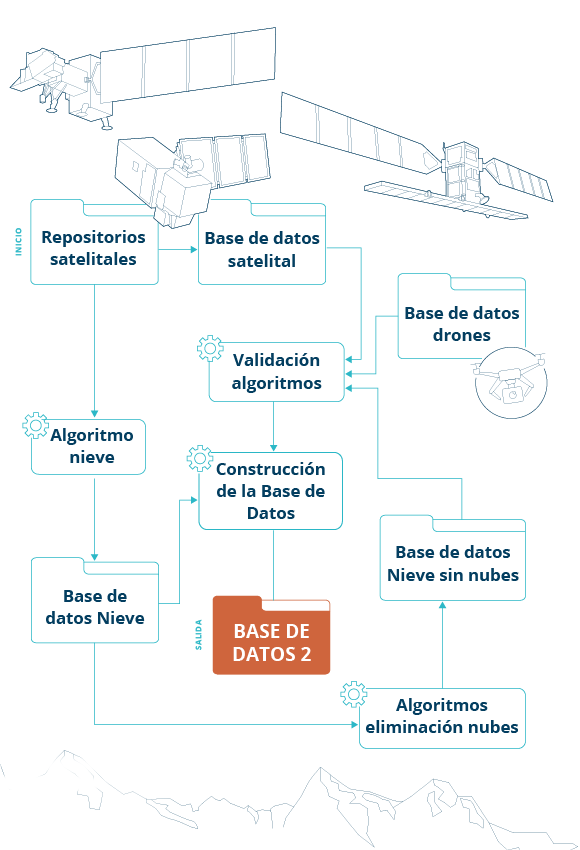 INICIO
Repositorios
satelitales
Base de datos
satelital
Base de datos
drones
Validación
algoritmos
Algoritmo
nieve
Construcción
de la Base de
Datos
Base de datos
Nieve sin nubes
Base de
datos Nieve
SALIDA
BASE DE
DATOS 2
Algoritmos
eliminación nubes